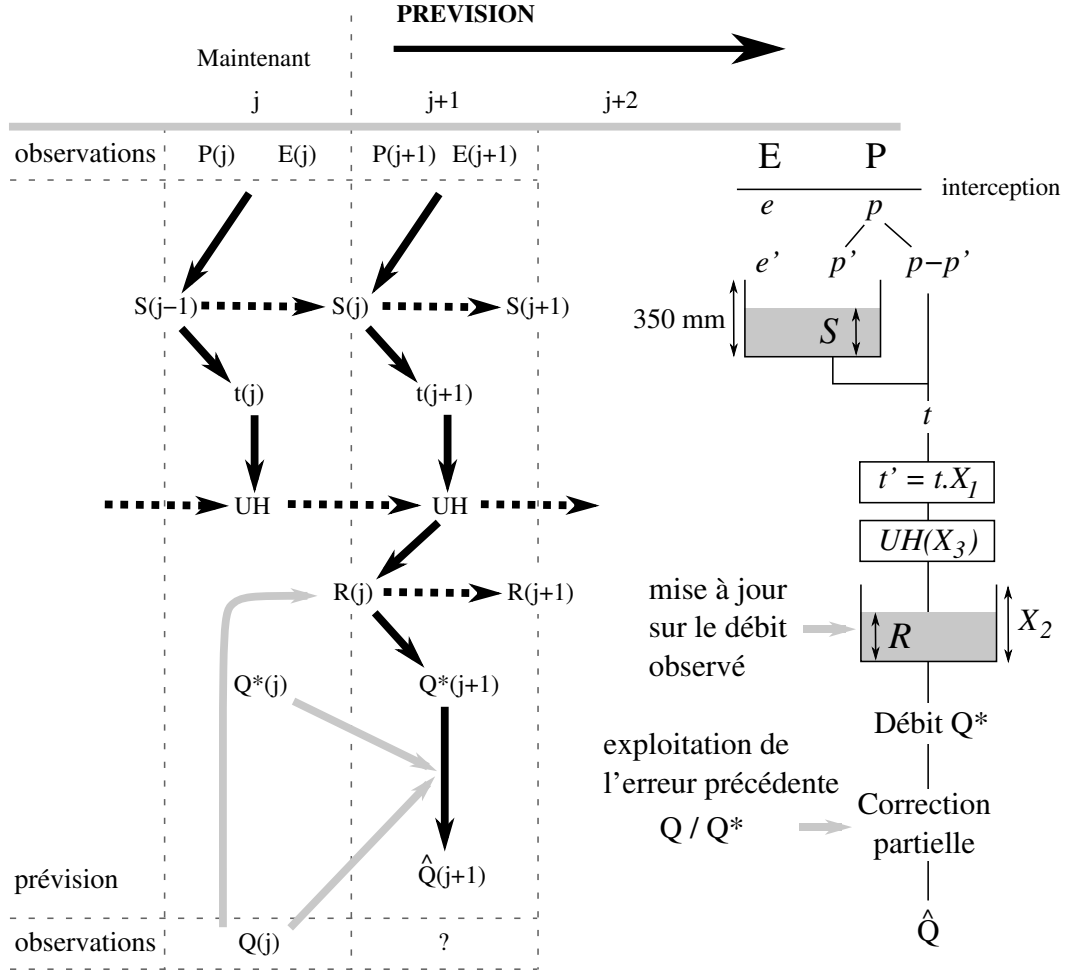 PREVISION
Maintenant
j
j+1
j+2
observations
P(j) E(j)
P(j+1) E(j+1)
S(j−1)
S(j)
S(j+1)
t(j)
t(j+1)
UH
UH
R(j)
R(j+1)
Q*(j)
Q*(j+1)
Q̂(j+1)
prévision
observations
Q(j)
?
E P
interception
e
p
e’
p’
p−p’
350 mm
S
t
t’ = t.X₁
UH(X₃)
mise à jour
sur le débit
observé
R
X₂
Débit Q*
exploitation de
l’erreur précédente
Q / Q*
Correction
partielle
Q̂